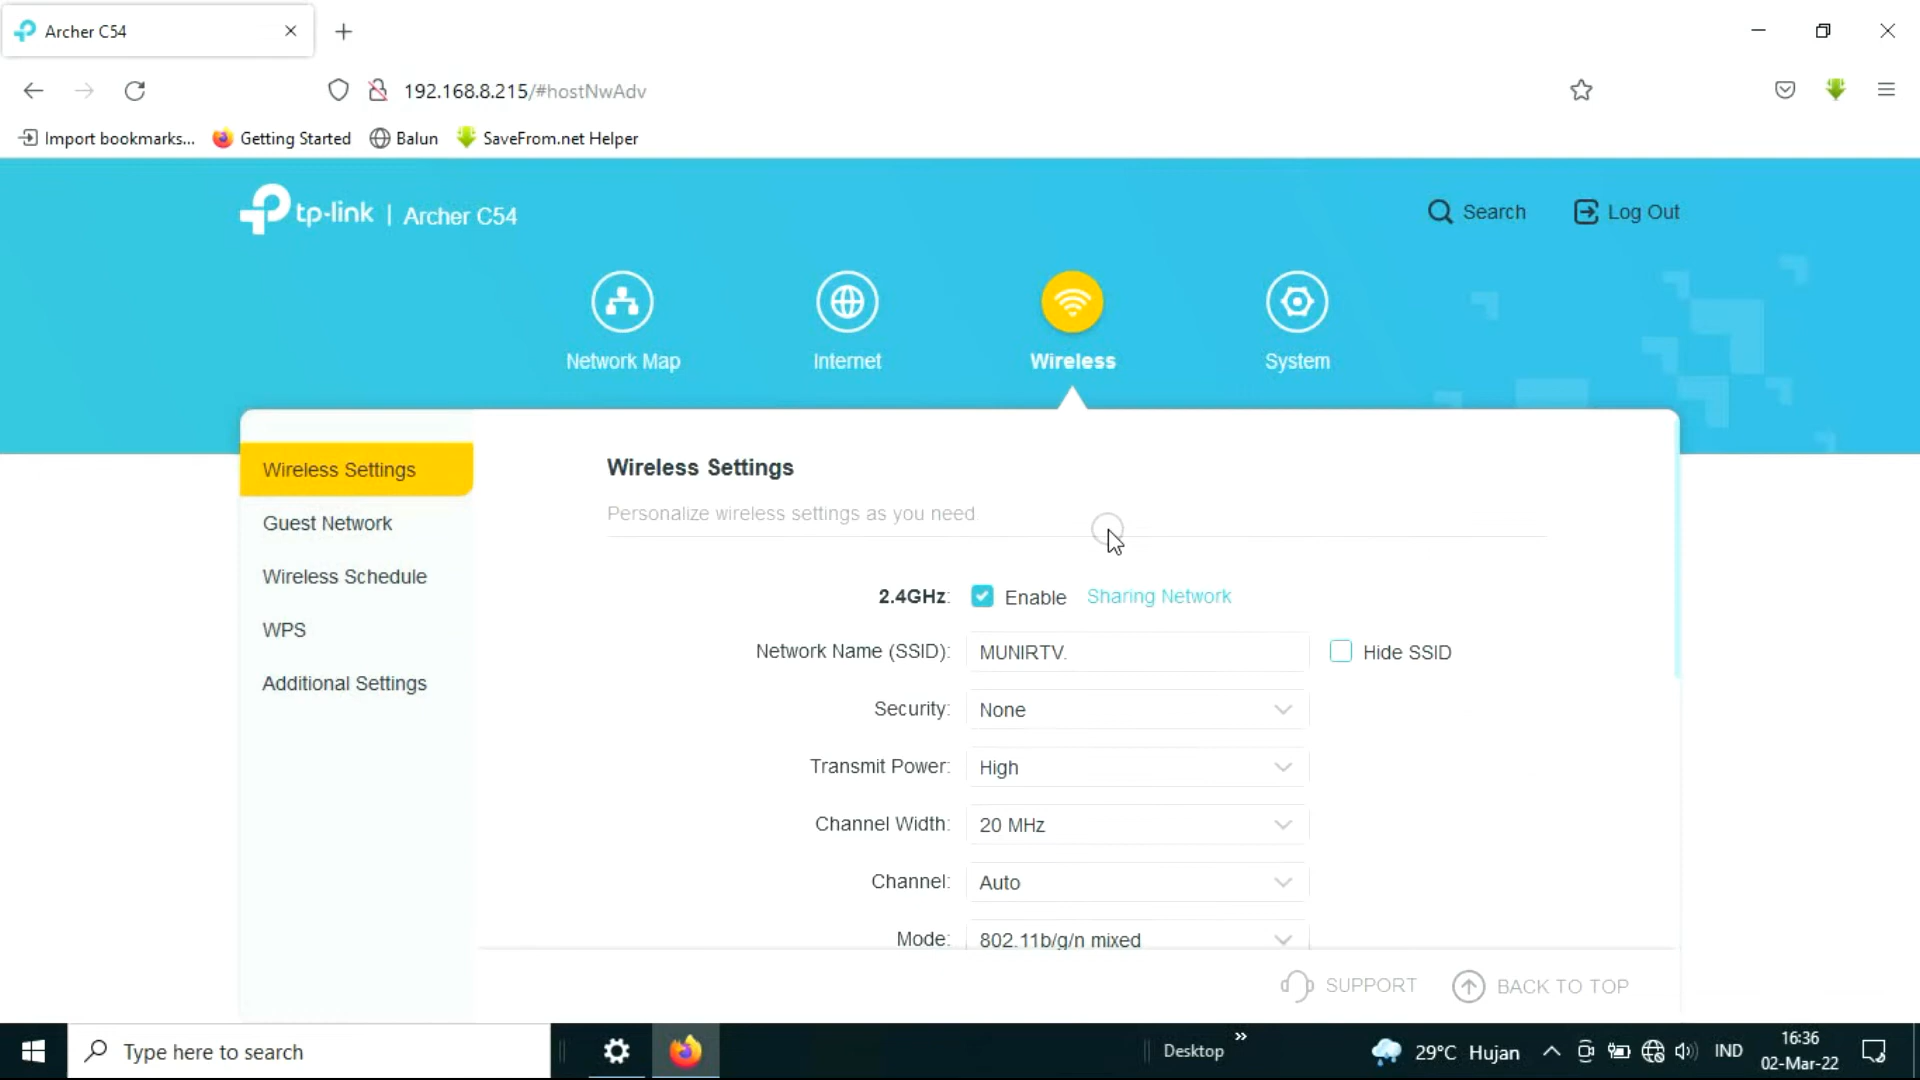 Archer C54
192.168.8.215/#hostNwAdv
Import bookmarks...
Getting Started
Balun
SaveFrom.net Helper
tp-link | Archer C54
Search
Log Out
Network Map
Internet
Wireless
System
Wireless Settings
Guest Network
Wireless Schedule
WPS
Additional Settings
Wireless Settings
Personalize wireless settings as you need
2.4GHz: Enable Sharing Network
Network Name (SSID): MUNIRTV. Hide SSID
Security: None
Transmit Power: High
Channel Width: 20 MHz
Channel: Auto
Mode: 802.11b/g/n mixed
SUPPORT
BACK TO TOP
Type here to search
Desktop
29°C Hujan
IND
16:36
02-Mar-22